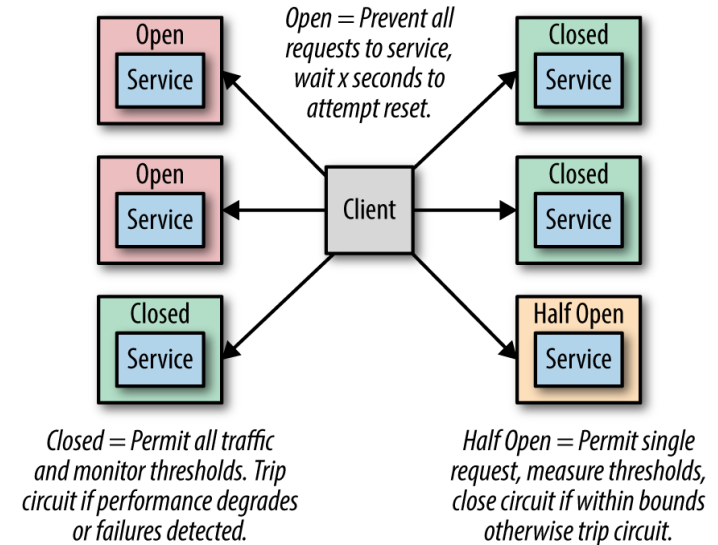 Open
Service
Open = Prevent all
requests to service,
wait x seconds to
attempt reset.
Closed
Service
Open
Service
Client
Closed
Service
Closed
Service
Half Open
Service
Closed = Permit all traffic
and monitor thresholds. Trip
circuit if performance degrades
or failures detected.
Half Open = Permit single
request, measure thresholds,
close circuit if within bounds
otherwise trip circuit.